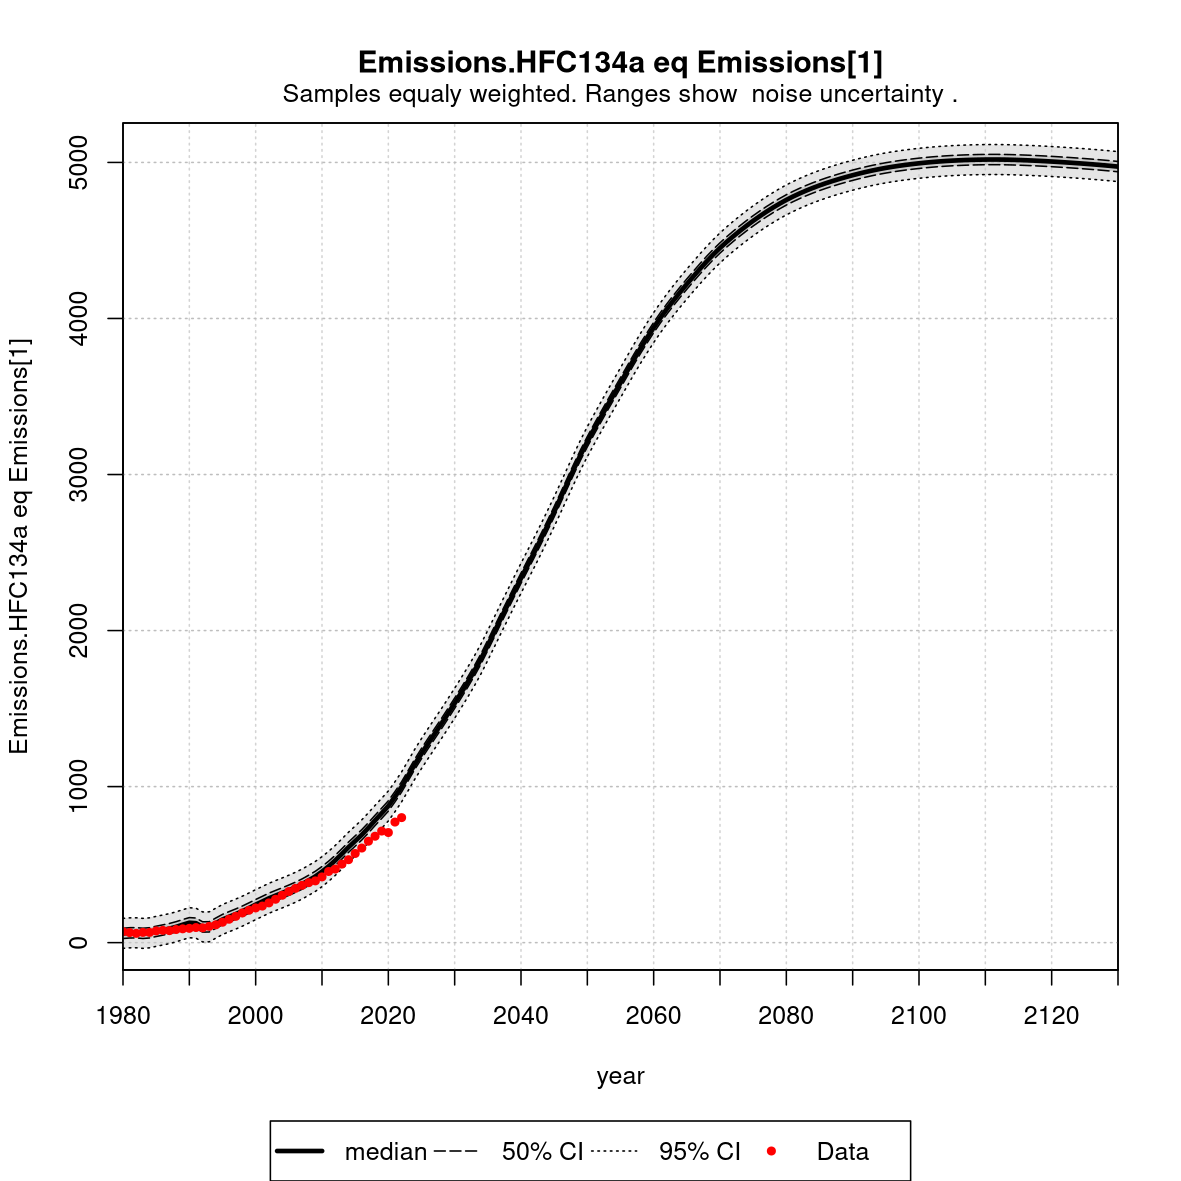 Emissions.HFC134a eq Emissions[1]
Samples equaly weighted. Ranges show  noise uncertainty .
Emissions.HFC134a eq Emissions[1]
5000
4000
3000
2000
1000
0
1980 2000 2020 2040 2060 2080 2100 2120
year
median 50% CI 95% CI Data